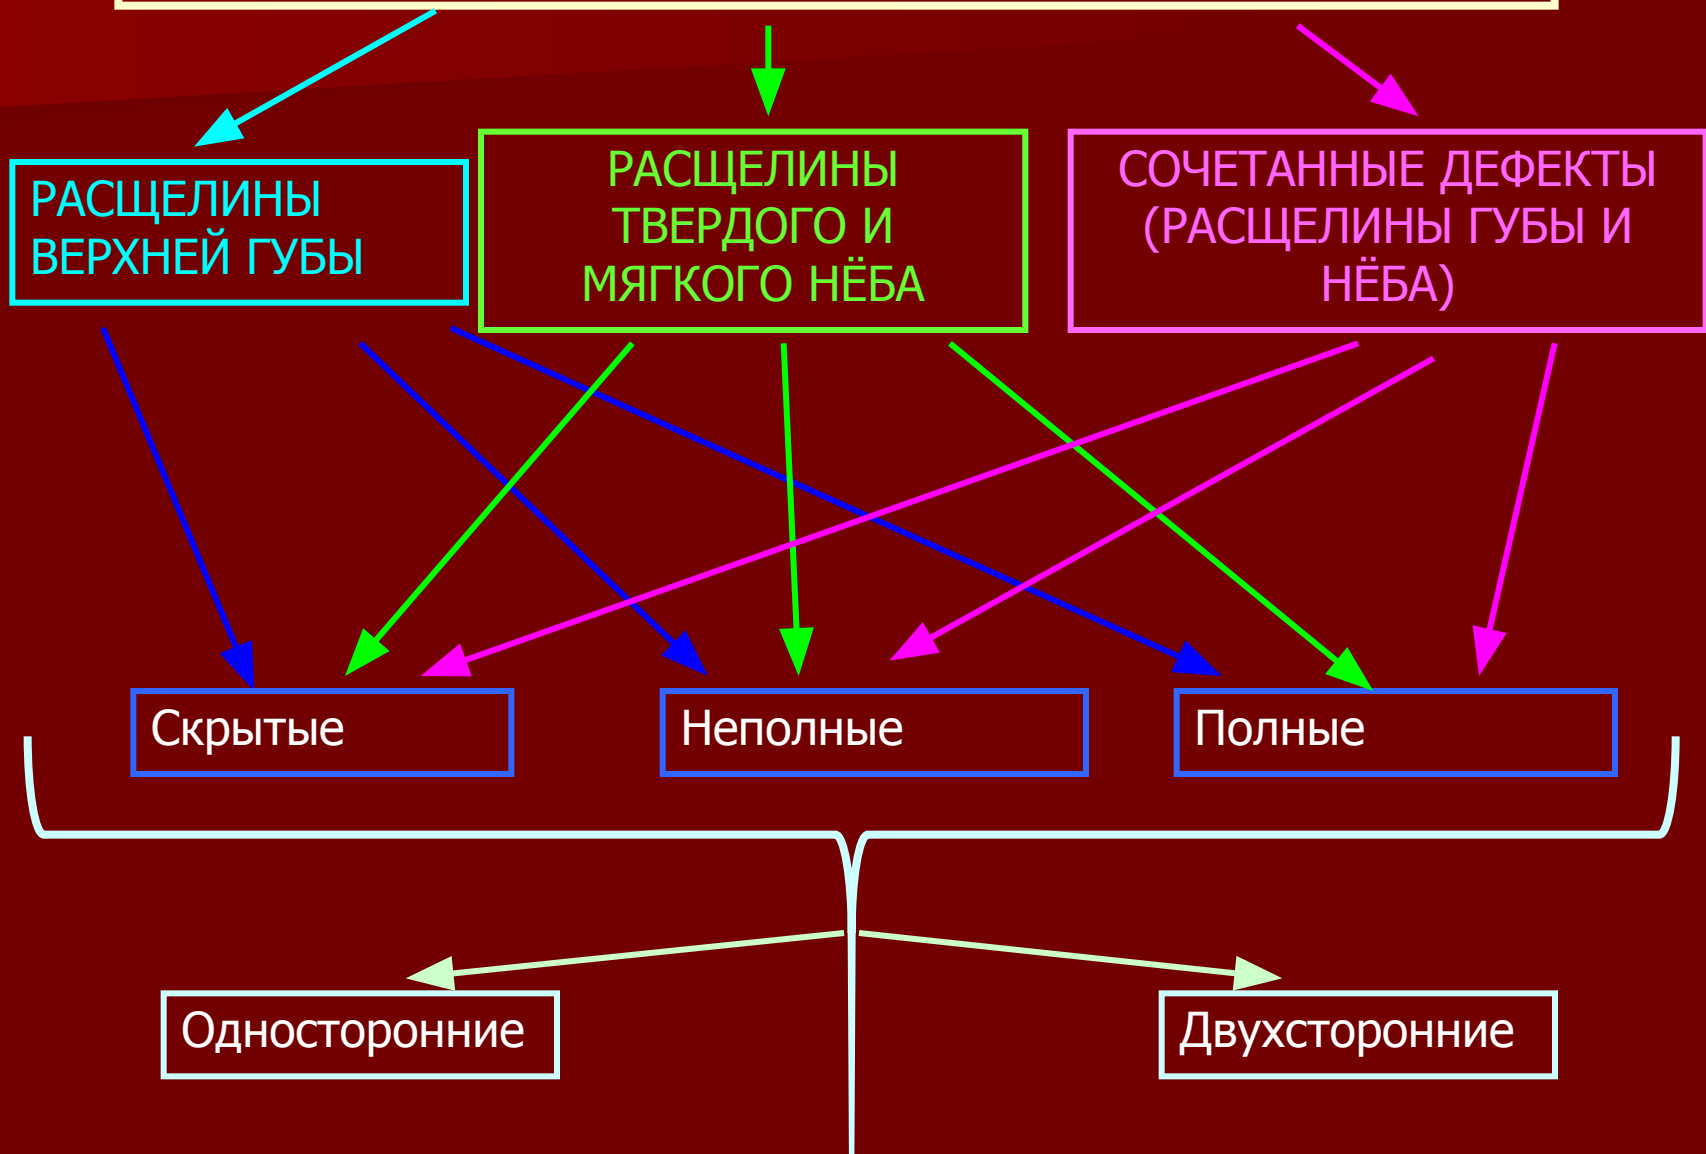 РАСЩЕЛИНЫ
ВЕРХНЕЙ ГУБЫ
РАСЩЕЛИНЫ
ТВЕРДОГО И
МЯГКОГО НЁБА
СОЧЕТАННЫЕ ДЕФЕКТЫ
(РАСЩЕЛИНЫ ГУБЫ И
НЁБА)
Скрытые
Неполные
Полные
Односторонние
Двухсторонние